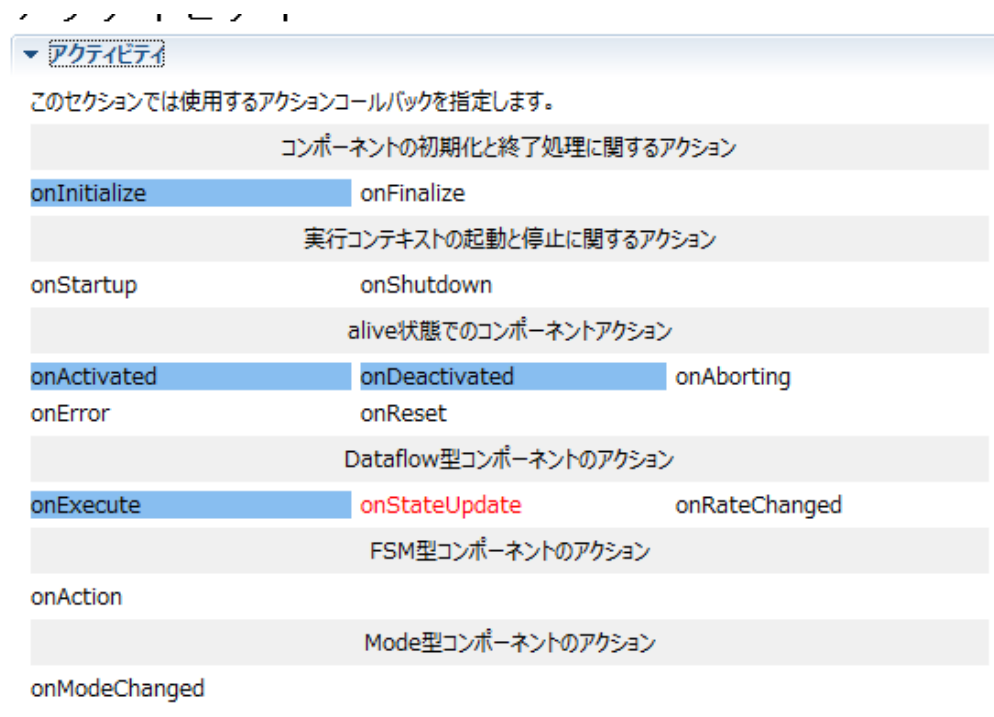 アクティビティ
このセクションでは使用するアクションコールバックを指定します。
コンポーネントの初期化と終了処理に関するアクション
onInitialize onFinalize
実行コンテキストの起動と停止に関するアクション
onStartup onShutdown
alive状態でのコンポーネントアクション
onActivated onDeactivated onAborting
onError onReset
Dataflow型コンポーネントのアクション
onExecute onStateUpdate onRateChanged
FSM型コンポーネントのアクション
onAction
Mode型コンポーネントのアクション
onModeChanged